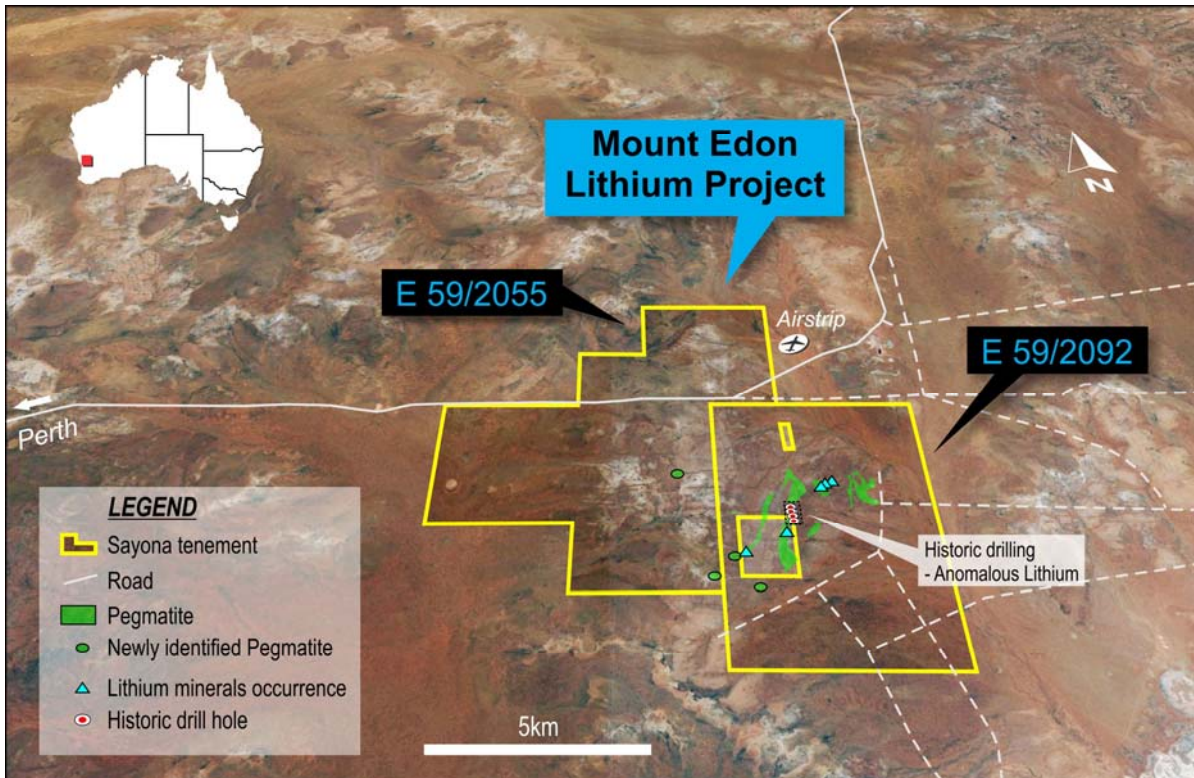 Mount Edon
Lithium Project
N
E 59/2055
Airstrip
E 59/2092
Perth
LEGEND
Sayona tenement
Road
Pegmatite
Newly identified Pegmatite
Lithium minerals occurrence
Historic drill hole
Historic drilling
- Anomalous Lithium
5km